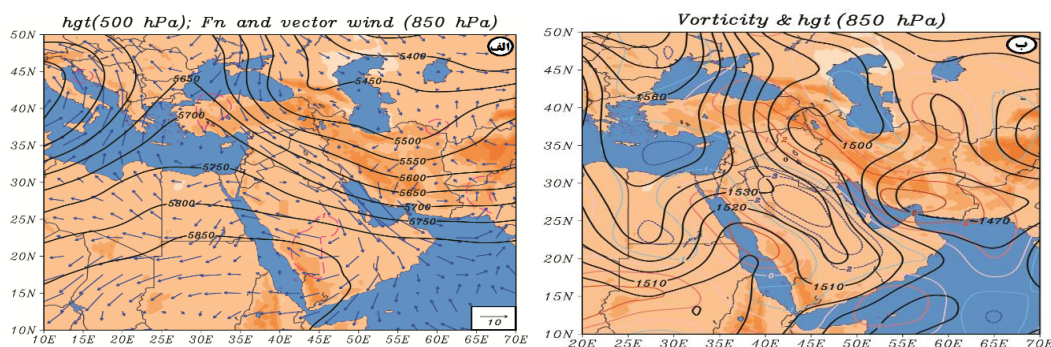 hgt(500 hPa); Fn and vector wind (850 hPa)
الف
50N
45N
40N
35N
30N
25N
20N
15N
10N
10E 15E 20E 25E 30E 35E 40E 45E 50E 55E 60E 65E 70E
5400
5450
5650
5700
5500
5750
5550
5600
5650
5700
5750
5800
5850
10
Vorticity & hgt (850 hPa)
ب
50N
45N
40N
35N
30N
25N
20N
15N
10N
20E 25E 30E 35E 40E 45E 50E 55E 60E 65E 70E
1560
1500
1530
1520
1470
1510
1510